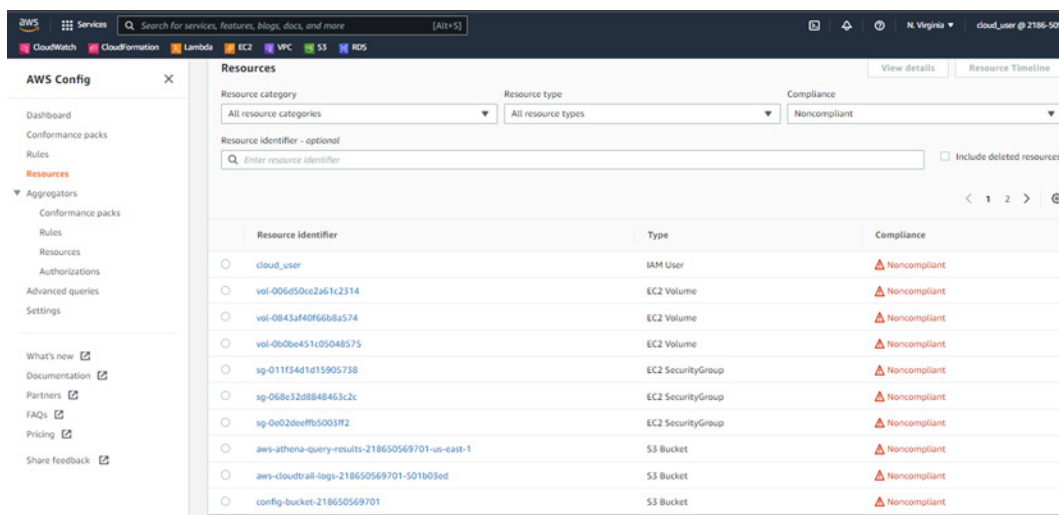 aws Services Search for services, features, blogs, docs, and more [Alt+S] N. Virginia ▼ cloud_user @ 2186-50
CloudWatch CloudFormation Lambda EC2 VPC S3 RDS
AWS Config
Dashboard
Conformance packs
Rules
Resources
Aggregators
Conformance packs
Rules
Resources
Authorizations
Advanced queries
Settings
What's new
Documentation
Partners
FAQs
Pricing
Share feedback
Resources View details Resource Timeline
Resource category Resource type Compliance
All resource categories All resource types Noncompliant
Resource identifier - optional
Enter resource identifier Include deleted resources
< 1 2 >
Resource identifier Type Compliance
cloud_user IAM User Noncompliant
vol-006d50ce2a61c2314 EC2 Volume Noncompliant
vol-0843af40f66b8a574 EC2 Volume Noncompliant
vol-0b0be451c05048575 EC2 Volume Noncompliant
sg-011f34d1d15905738 EC2 SecurityGroup Noncompliant
sg-068e32d8848463c2c EC2 SecurityGroup Noncompliant
sg-0e02deeffb5003ff2 EC2 SecurityGroup Noncompliant
aws-athena-query-results-218650569701-us-east-1 S3 Bucket Noncompliant
aws-cloudtrail-logs-218650569701-501b03ed S3 Bucket Noncompliant
config-bucket-218650569701 S3 Bucket Noncompliant